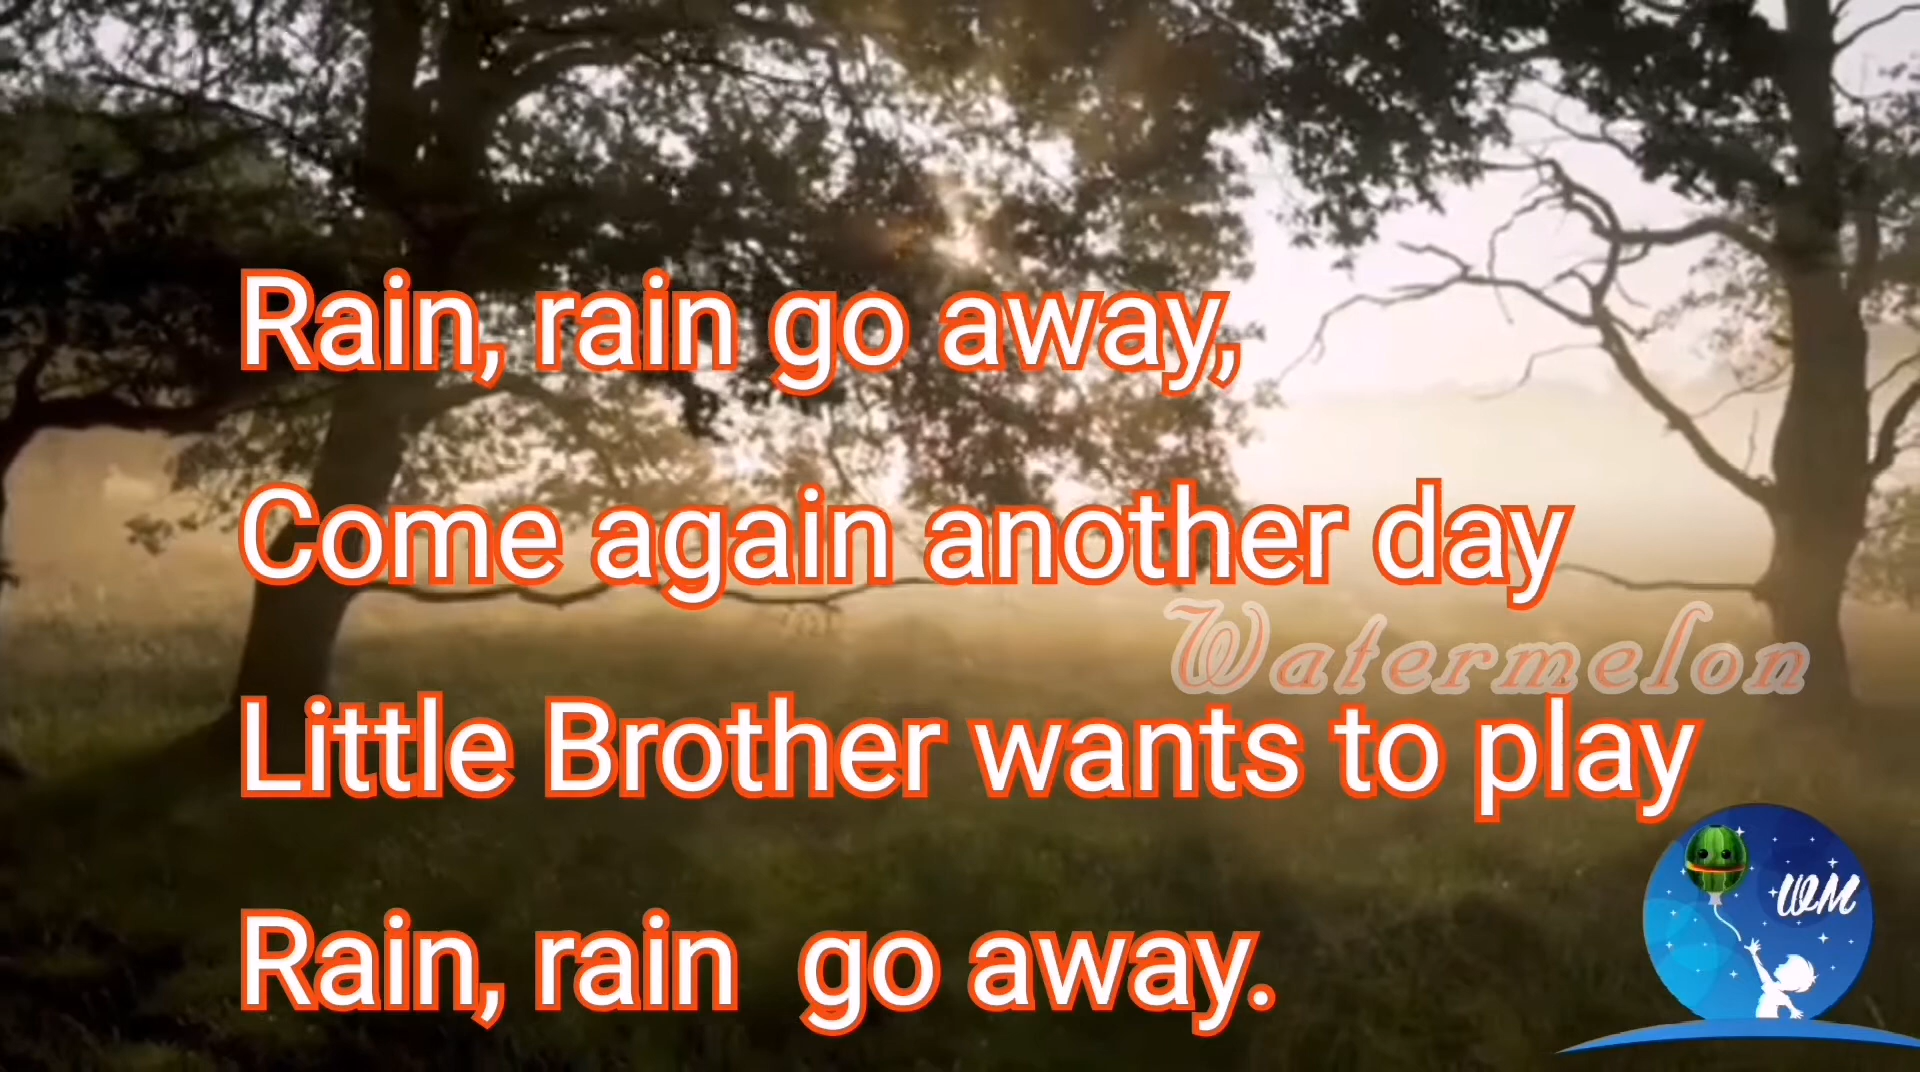 Rain, rain go away,
Come again another day
Watermelon
Little Brother wants to play
WM
Rain, rain  go away.